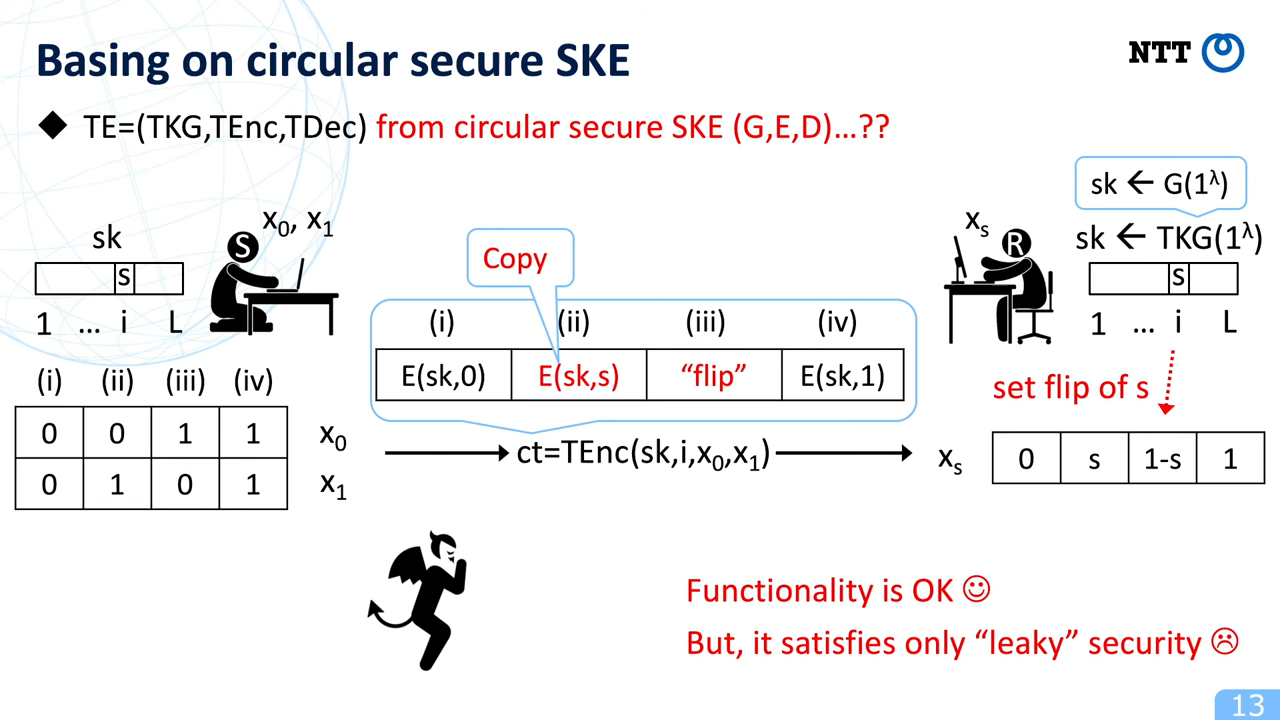 Basing on circular secure SKE
NTT
◆ TE=(TKG,TEnc,TDec) from circular secure SKE (G,E,D)...??
sk ← G(1^λ)
sk
S
x₀, x₁
Copy
xₛ
R
sk ← TKG(1^λ)
s
s
1 ... i L
(i) (ii) (iii) (iv)
1 ... i L
(i) (ii) (iii) (iv)
E(sk,0) E(sk,s) “flip” E(sk,1)
set flip of s
0 0 1 1 x₀
ct=TEnc(sk,i,x₀,x₁)
xₛ 0 s 1-s 1
0 1 0 1 x₁
Functionality is OK ☺
But, it satisfies only “leaky” security ☹
13